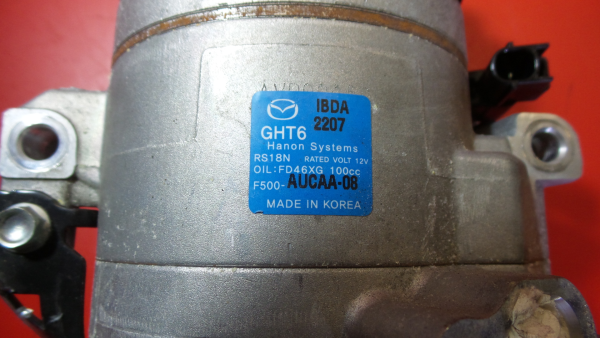 IBDA
GHT6 2207
Hanon Systems
RS18N RATED VOLT 12V
OIL:FD46XG 100cc
F500-AUCAA-08
MADE IN KOREA